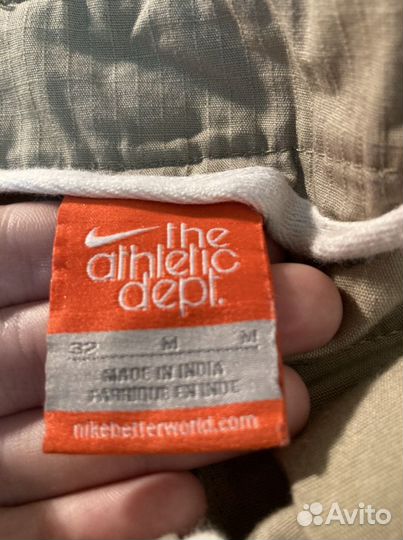 the
athletic
dept.
32 M M
MADE IN INDIA
FABRIQUE EN INDE
nikebetterworld.com
Avito